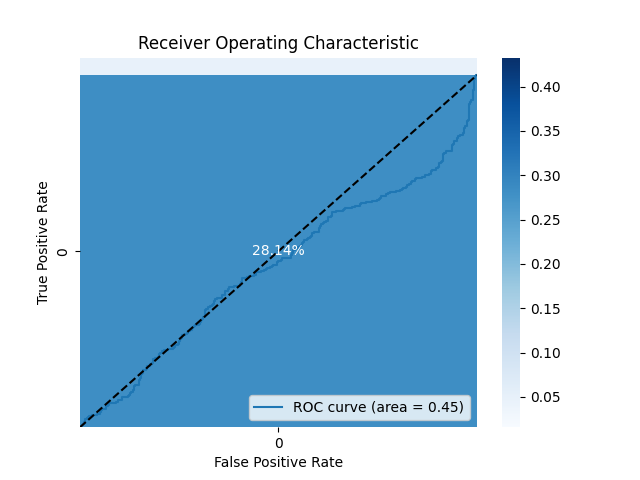 Receiver Operating Characteristic
True Positive Rate
0
28.14%
ROC curve (area = 0.45)
0
False Positive Rate
0.40
0.35
0.30
0.25
0.20
0.15
0.10
0.05